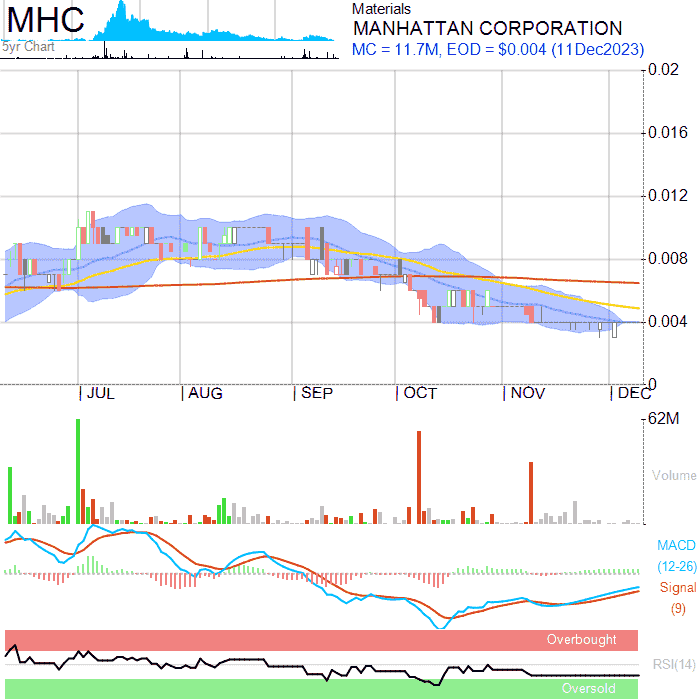 MHC
5yr Chart
Materials
MANHATTAN CORPORATION
MC = 11.7M, EOD = $0.004 (11Dec2023)
0.02
0.016
0.012
0.008
0.004
0
JUL
AUG
SEP
OCT
NOV
DEC
62M
Volume
MACD
(12-26)
Signal
(9)
Overbought
RSI(14)
Oversold